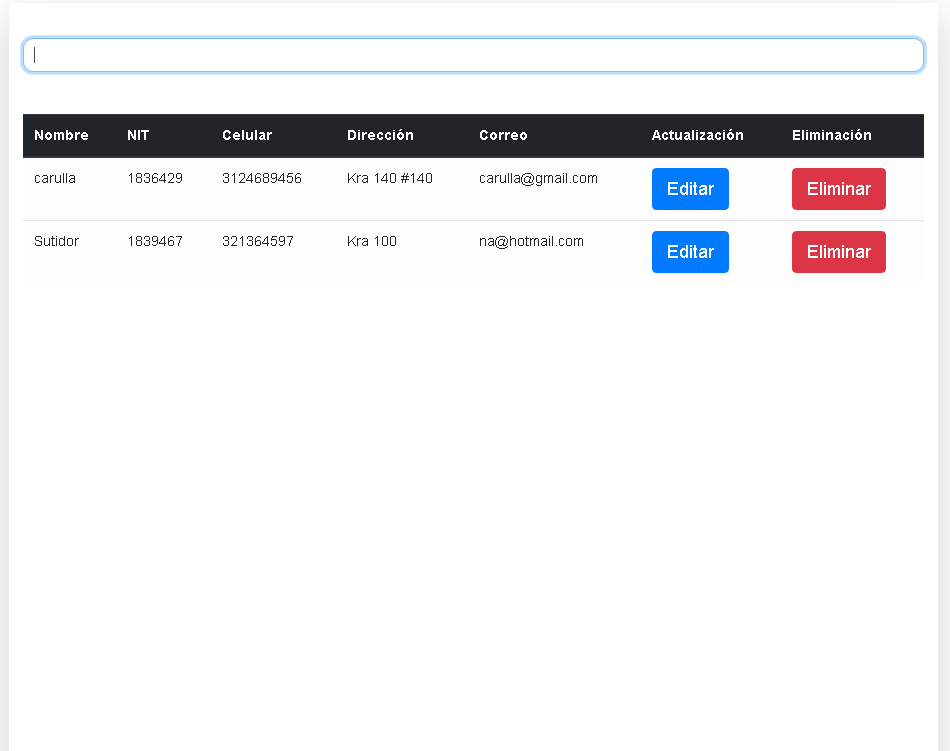 Nombre NIT Celular Dirección Correo Actualización Eliminación
carulla 1836429 3124689456 Kra 140 #140 carulla@gmail.com Editar Eliminar
Sutidor 1839467 321364597 Kra 100 na@hotmail.com Editar Eliminar